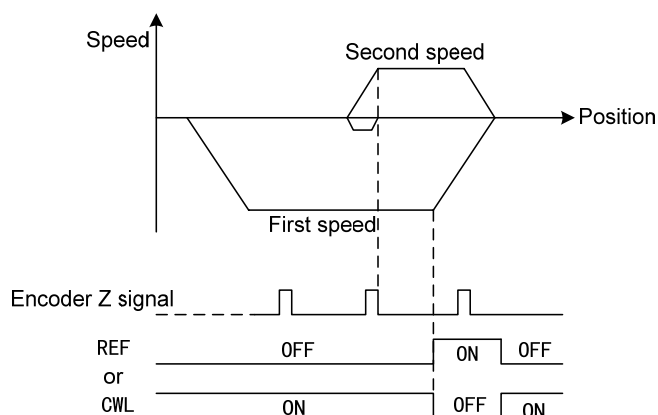 Speed
Second speed
Position
First speed
Encoder Z signal
REF OFF ON OFF
or
CWL ON OFF ON